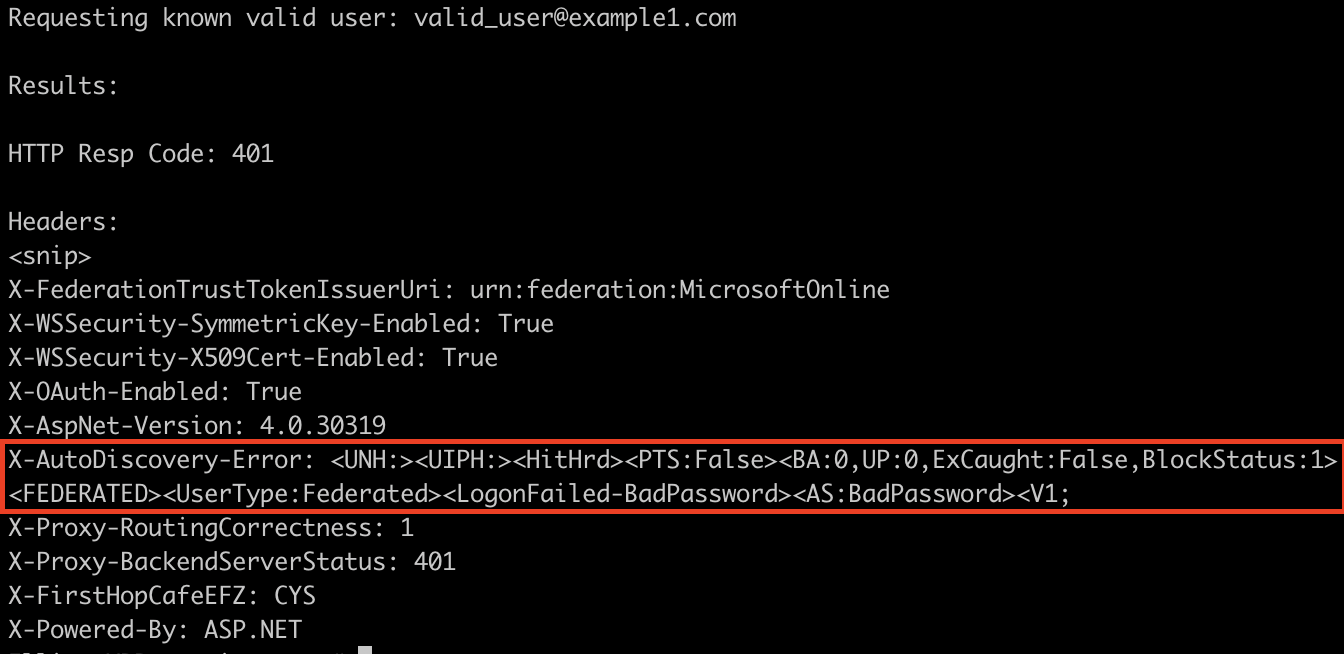 Requesting known valid user: valid_user@example1.com
Results:
HTTP Resp Code: 401
Headers:
<snip>
X-FederationTrustTokenIssuerUri: urn:federation:MicrosoftOnline
X-WSSecurity-SymmetricKey-Enabled: True
X-WSSecurity-X509Cert-Enabled: True
X-OAuth-Enabled: True
X-AspNet-Version: 4.0.30319
X-AutoDiscovery-Error: <UNH:><UIPH:><HitHrd><PTS:False><BA:0,UP:0,ExCaught:False,BlockStatus:1>
<FEDERATED><UserType:Federated><LogonFailed-BadPassword><AS:BadPassword><V1;
X-Proxy-RoutingCorrectness: 1
X-Proxy-BackendServerStatus: 401
X-FirstHopCafeEFZ: CYS
X-Powered-By: ASP.NET